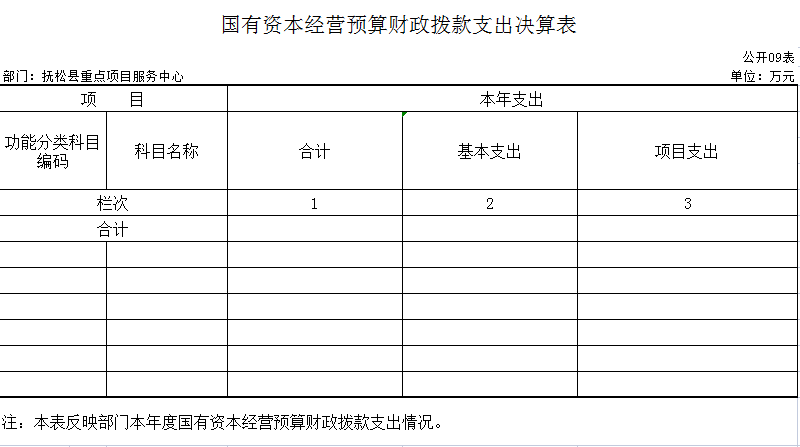 国有资本经营预算财政拨款支出决算表
公开09表
部门：抚松县重点项目服务中心 单位：万元
项 目 本年支出
功能分类科目
编码
科目名称 合计 基本支出 项目支出
栏次 1 2 3
合计
注：本表反映部门本年度国有资本经营预算财政拨款支出情况。